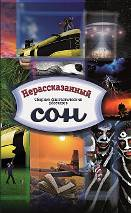 Нерассказанный
сборник фантастических
рассказов
СОН